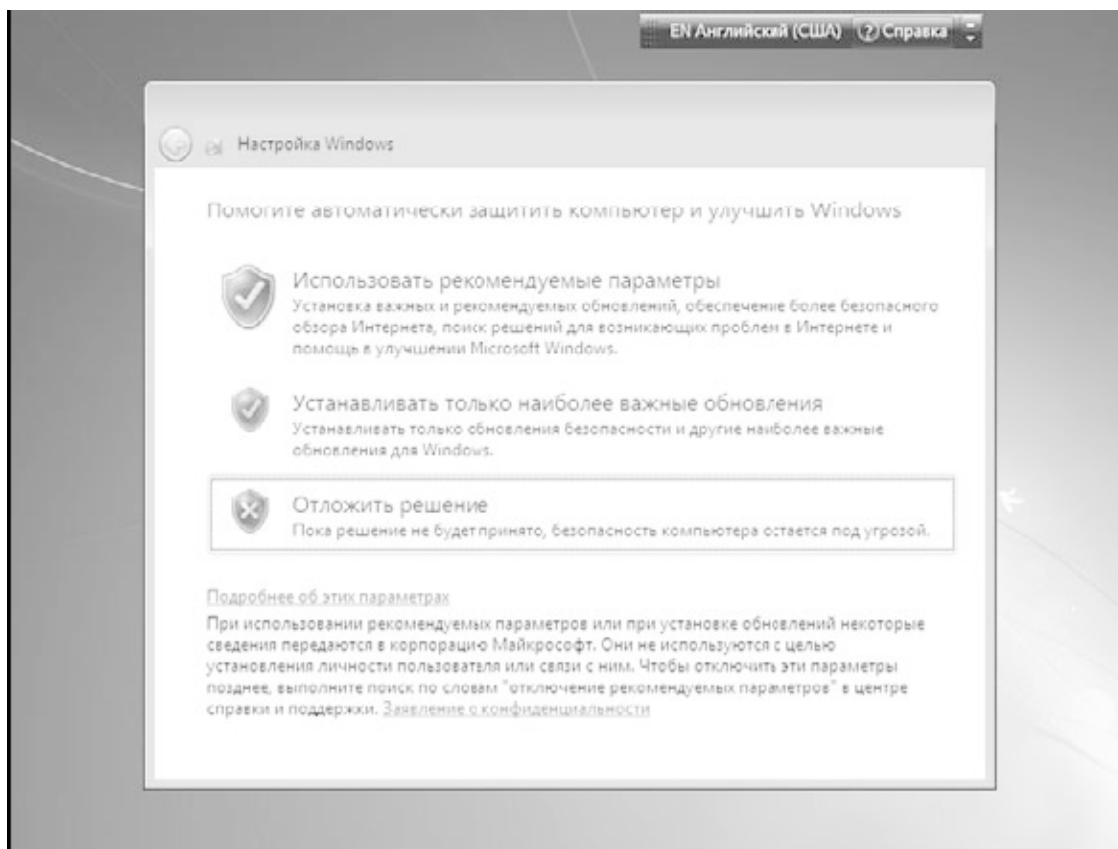 EN Английский (США) Справка
Настройка Windows
Помогите автоматически защитить компьютер и улучшить Windows
Использовать рекомендуемые параметры
Установка важных и рекомендуемых обновлений, обеспечение более безопасного
обзора Интернета, поиск решений для возникающих проблем в Интернете и
помощь в улучшении Microsoft Windows.
Устанавливать только наиболее важные обновления
Устанавливать только обновления безопасности и другие наиболее важные
обновления для Windows.
Отложить решение
Пока решение не будет принято, безопасность компьютера остается под угрозой.
Подробнее об этих параметрах
При использовании рекомендуемых параметров или при установке обновлений некоторые
сведения передаются в корпорацию Майкрософт. Они не используются с целью
установления личности пользователя или связи с ним. Чтобы отключить эти параметры
позднее, выполните поиск по словам "отключение рекомендуемых параметров" в центре
справки и поддержки. Заявление о конфиденциальности